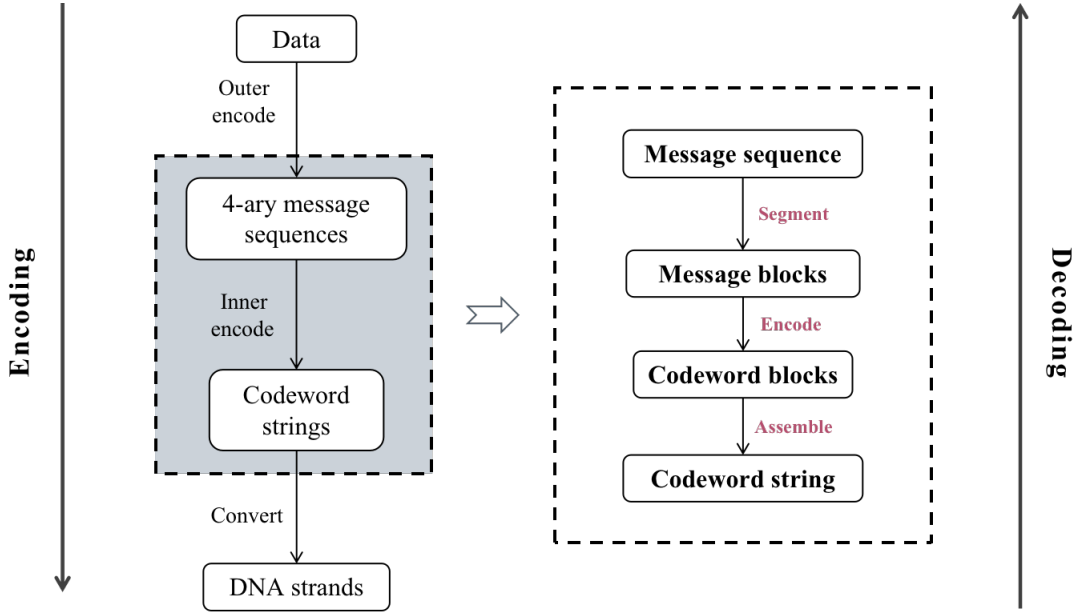 Encoding
Data
Outer
encode
4-ary message
sequences
Inner
encode
Codeword
strings
Convert
DNA strands
Message sequence
Segment
Message blocks
Encode
Codeword blocks
Assemble
Codeword string
Decoding